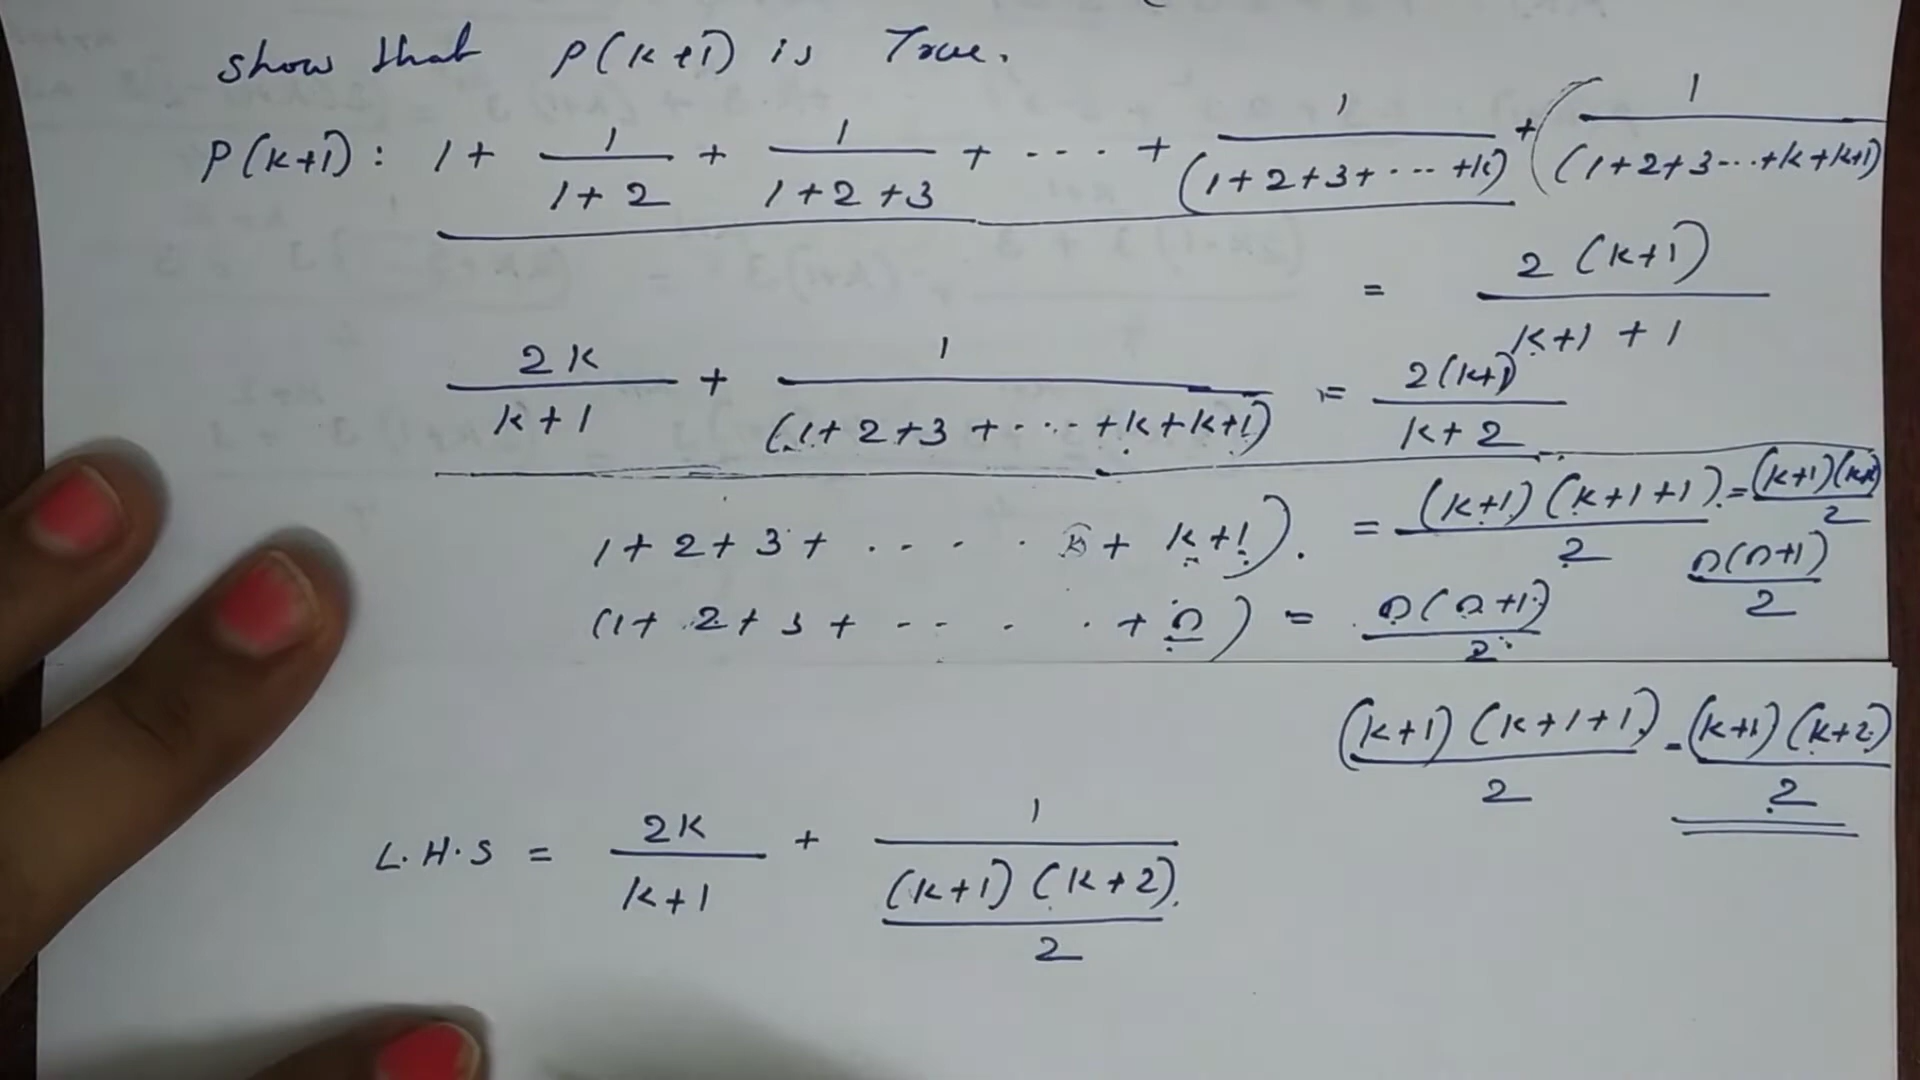 show that P(k+1) is True.
P(k+1): 1 + 1/(1+2) + 1/(1+2+3) + .... + 1/(1+2+3+ ... +k) + (1/(1+2+3...+k+k+1)
= 2(k+1)/(k+1+1)
2k/(k+1) + 1/(1+2+3+ ... +k+k+1) = 2(k+1)/(k+2)
1+2+3+ .... k+ k+1). = (k+1)(k+1+1)/2 = (k+1)(k+2)/2
n(n+1)/2
(1+2+3+ .. . . +n) = n(n+1)/2
(k+1)(k+1+1)/2 = (k+1)(k+2)/2
L.H.S = 2k/(k+1) + 1/((k+1)(k+2)/2)